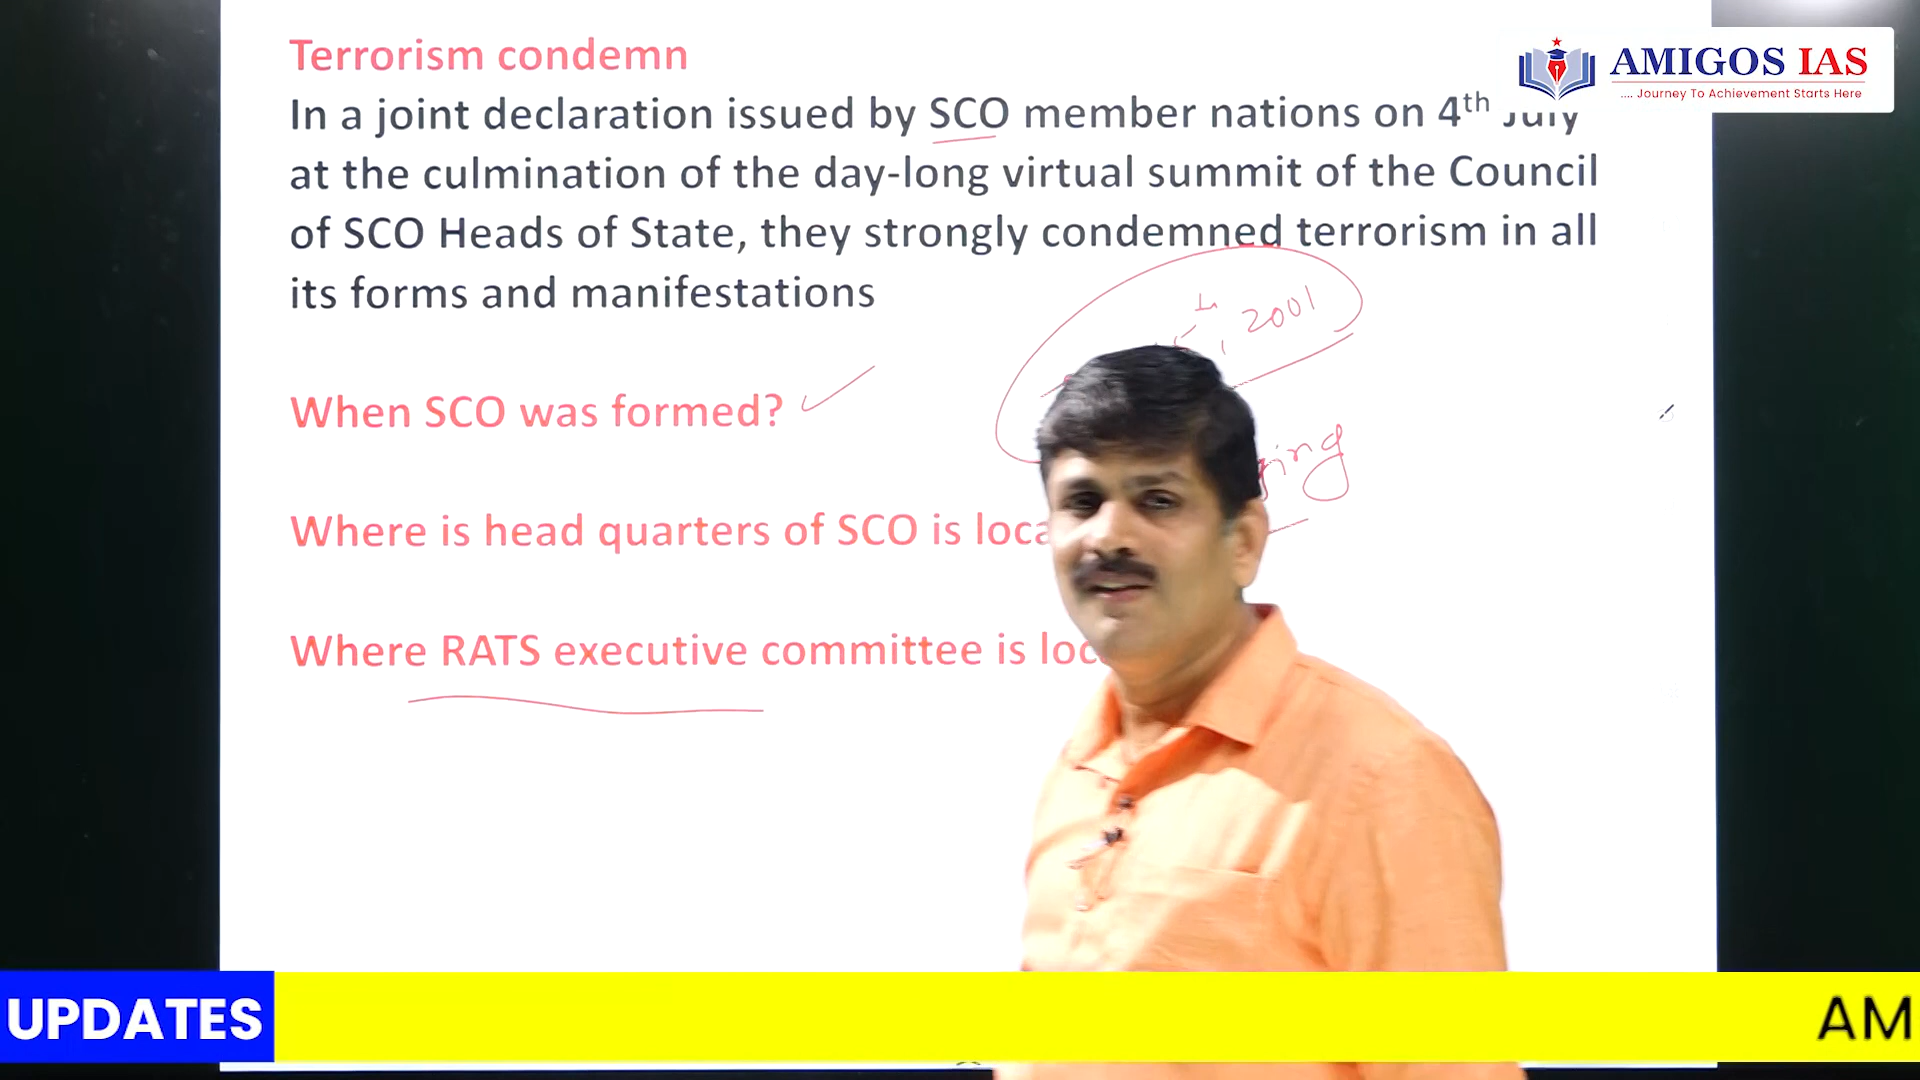 Terrorism condemn
AMIGOS IAS
.... Journey To Achievement Starts Here
In a joint declaration issued by SCO member nations on 4th July
at the culmination of the day-long virtual summit of the Council
of SCO Heads of State, they strongly condemned terrorism in all
its forms and manifestations
2001
When SCO was formed?
Where is head quarters of SCO is
Where RATS executive committee is
UPDATES
AM